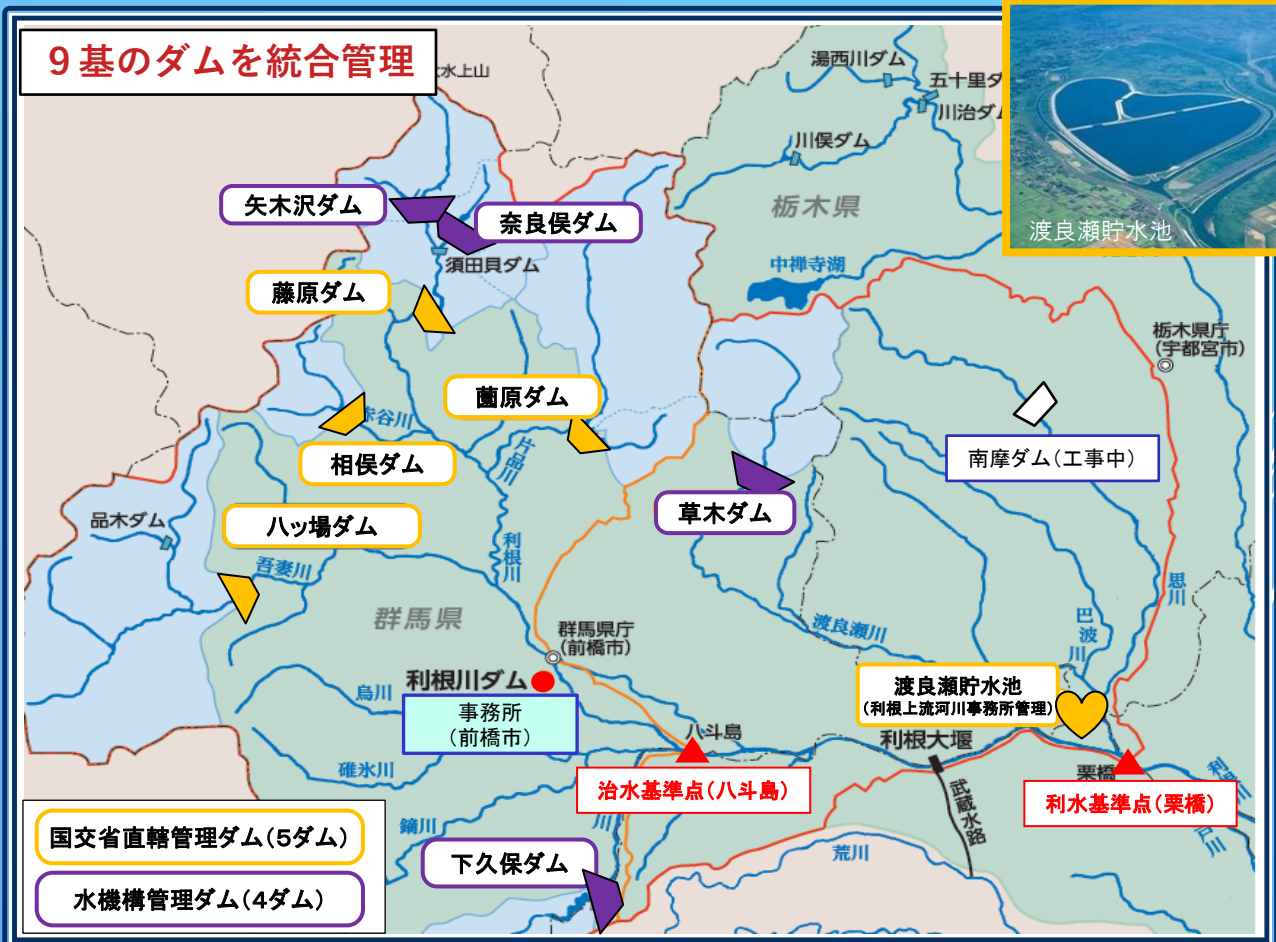 9基のダムを統合管理
水上山
湯西川ダム
五十里ダ
川治ダム
川俣ダム
栃木県
渡良瀬貯水池
矢木沢ダム
奈良俣ダム
須田貝ダム
中禅寺湖
藤原ダム
栃木県庁
(宇都宮市)
薗原ダム
赤谷川
片品川
相俣ダム
南摩ダム(工事中)
品木ダム
八ッ場ダム
草木ダム
利根川
吾妻川
思川
群馬県
渡良瀬川
巴波川
群馬県庁
(前橋市)
利根川ダム
事務所
(前橋市)
烏川
渡良瀬貯水池
(利根上流河川事務所管理)
八斗島
利根大堰
碓氷川
栗橋
治水基準点(八斗島)
武蔵水路
利水基準点(栗橋)
国交省直轄管理ダム(5ダム)
鏑川
川
下久保ダム
荒川
水機構管理ダム(4ダム)